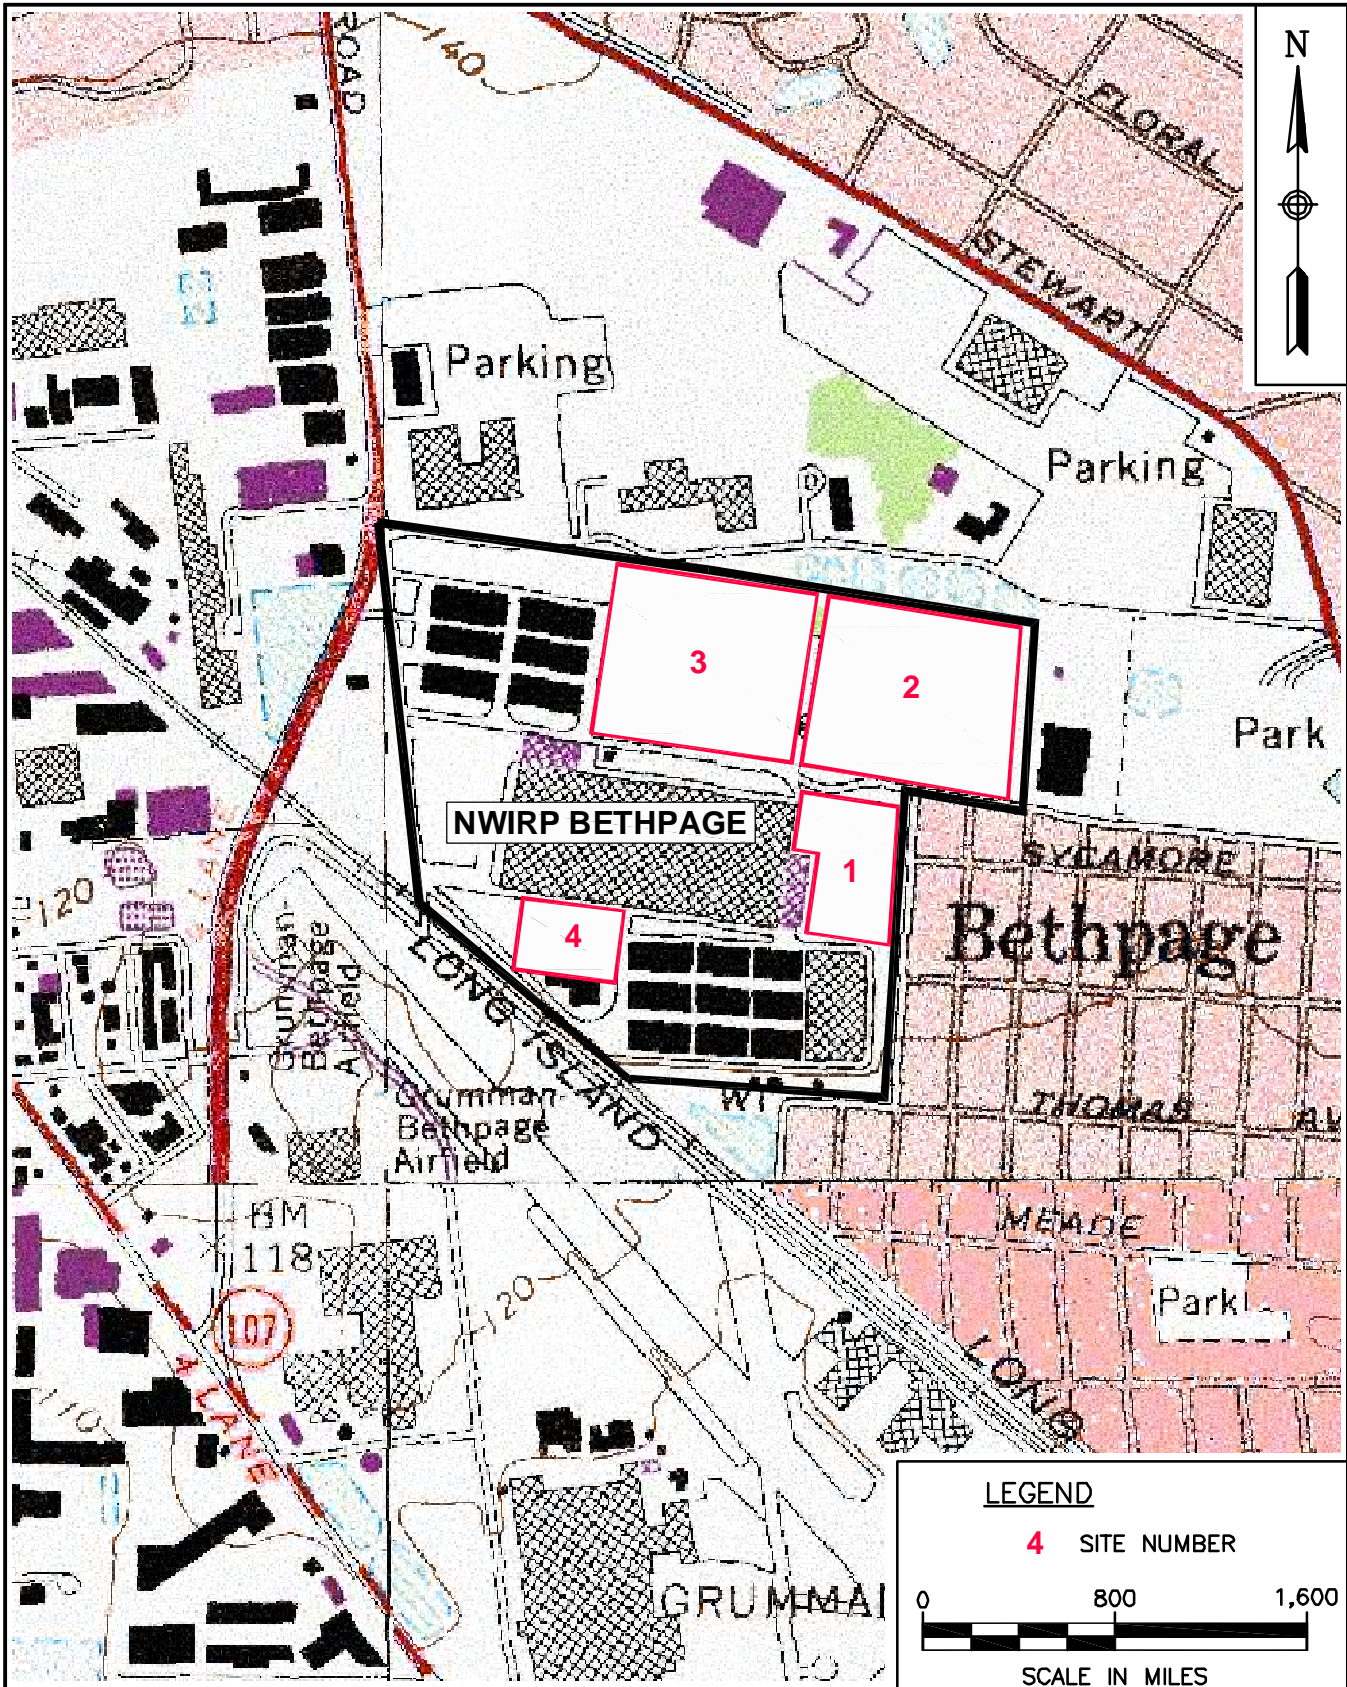 N
ROAD
140
FLORAL
STEWART
Parking
Parking
3
2
Park
NWIRP BETHPAGE
1
SYCAMORE
120
4
Bethpage
LONG ISLAND
Grumman-
Bethpage
Airfield
Grumman-
Bethpage
Airfield
WT
THOMAS AV
BM
118
MEADE
120
Park
107
LONG
A LANE
110
GRUMMAN
LEGEND
4 SITE NUMBER
0 800 1,600
SCALE IN MILES